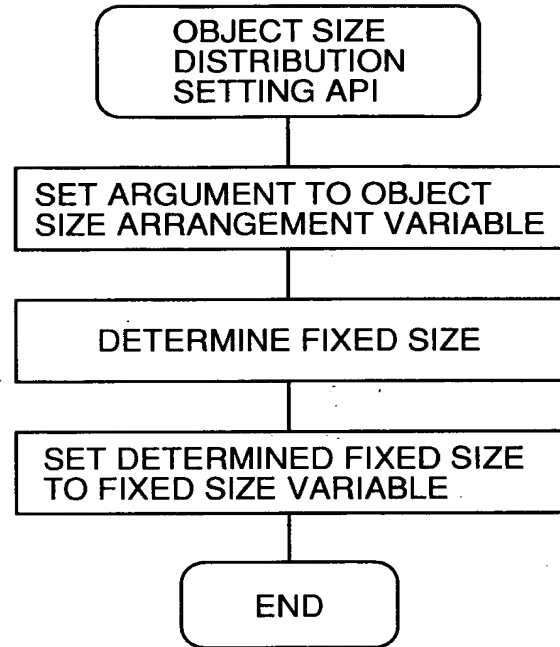 OBJECT SIZE
DISTRIBUTION
SETTING API
SET ARGUMENT TO OBJECT
SIZE ARRANGEMENT VARIABLE
DETERMINE FIXED SIZE
SET DETERMINED FIXED SIZE
TO FIXED SIZE VARIABLE
END